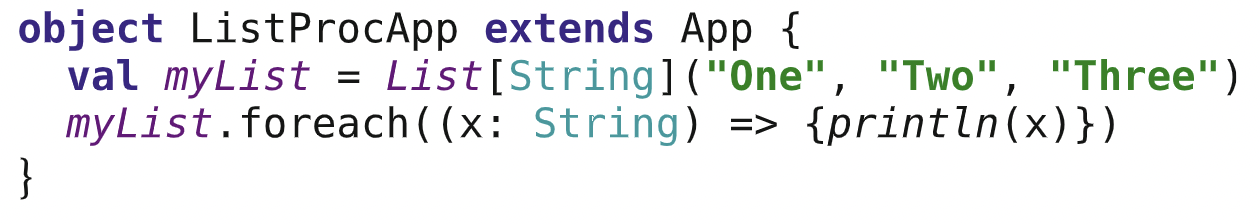 object ListProcApp extends App {
  val myList = List[String]("One", "Two", "Three")
  myList.foreach((x: String) => {println(x)})
}